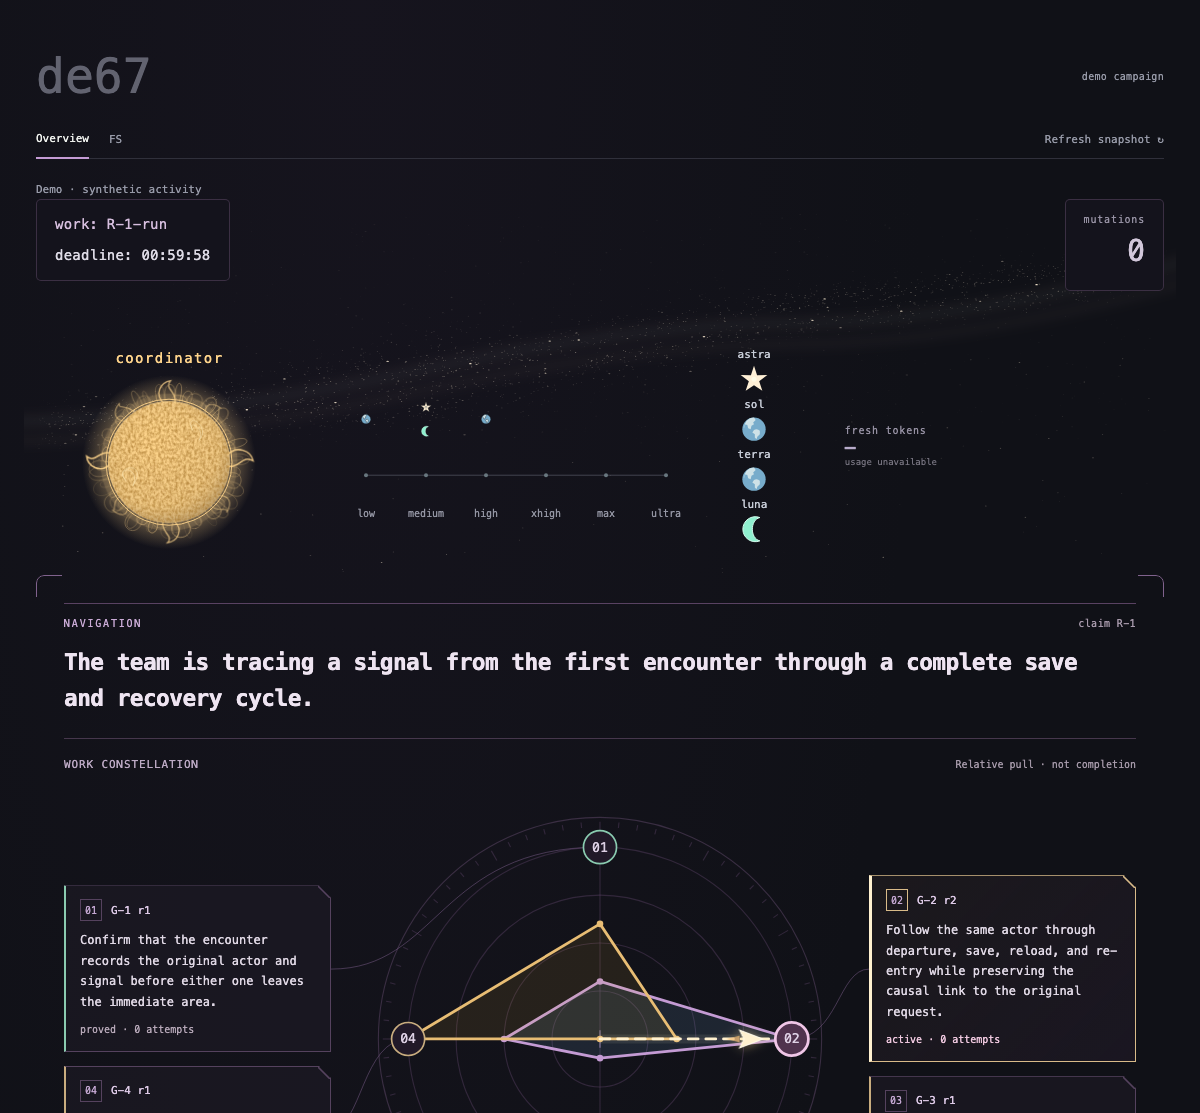 de67
demo campaign
Overview FS
Refresh snapshot ↻
Demo · synthetic activity
work: R-1-run
deadline: 00:59:58
mutations
0
coordinator
low medium high xhigh max ultra
astra
sol
terra
luna
fresh tokens
—
usage unavailable
NAVIGATION
claim R-1
The team is tracing a signal from the first encounter through a complete save
and recovery cycle.
WORK CONSTELLATION
Relative pull · not completion
01
04
02
01 G-1 r1
Confirm that the encounter
records the original actor and
signal before either one leaves
the immediate area.
proved · 0 attempts
04 G-4 r1
02 G-2 r2
Follow the same actor through
departure, save, reload, and re-
entry while preserving the
causal link to the original
request.
active · 0 attempts
03 G-3 r1